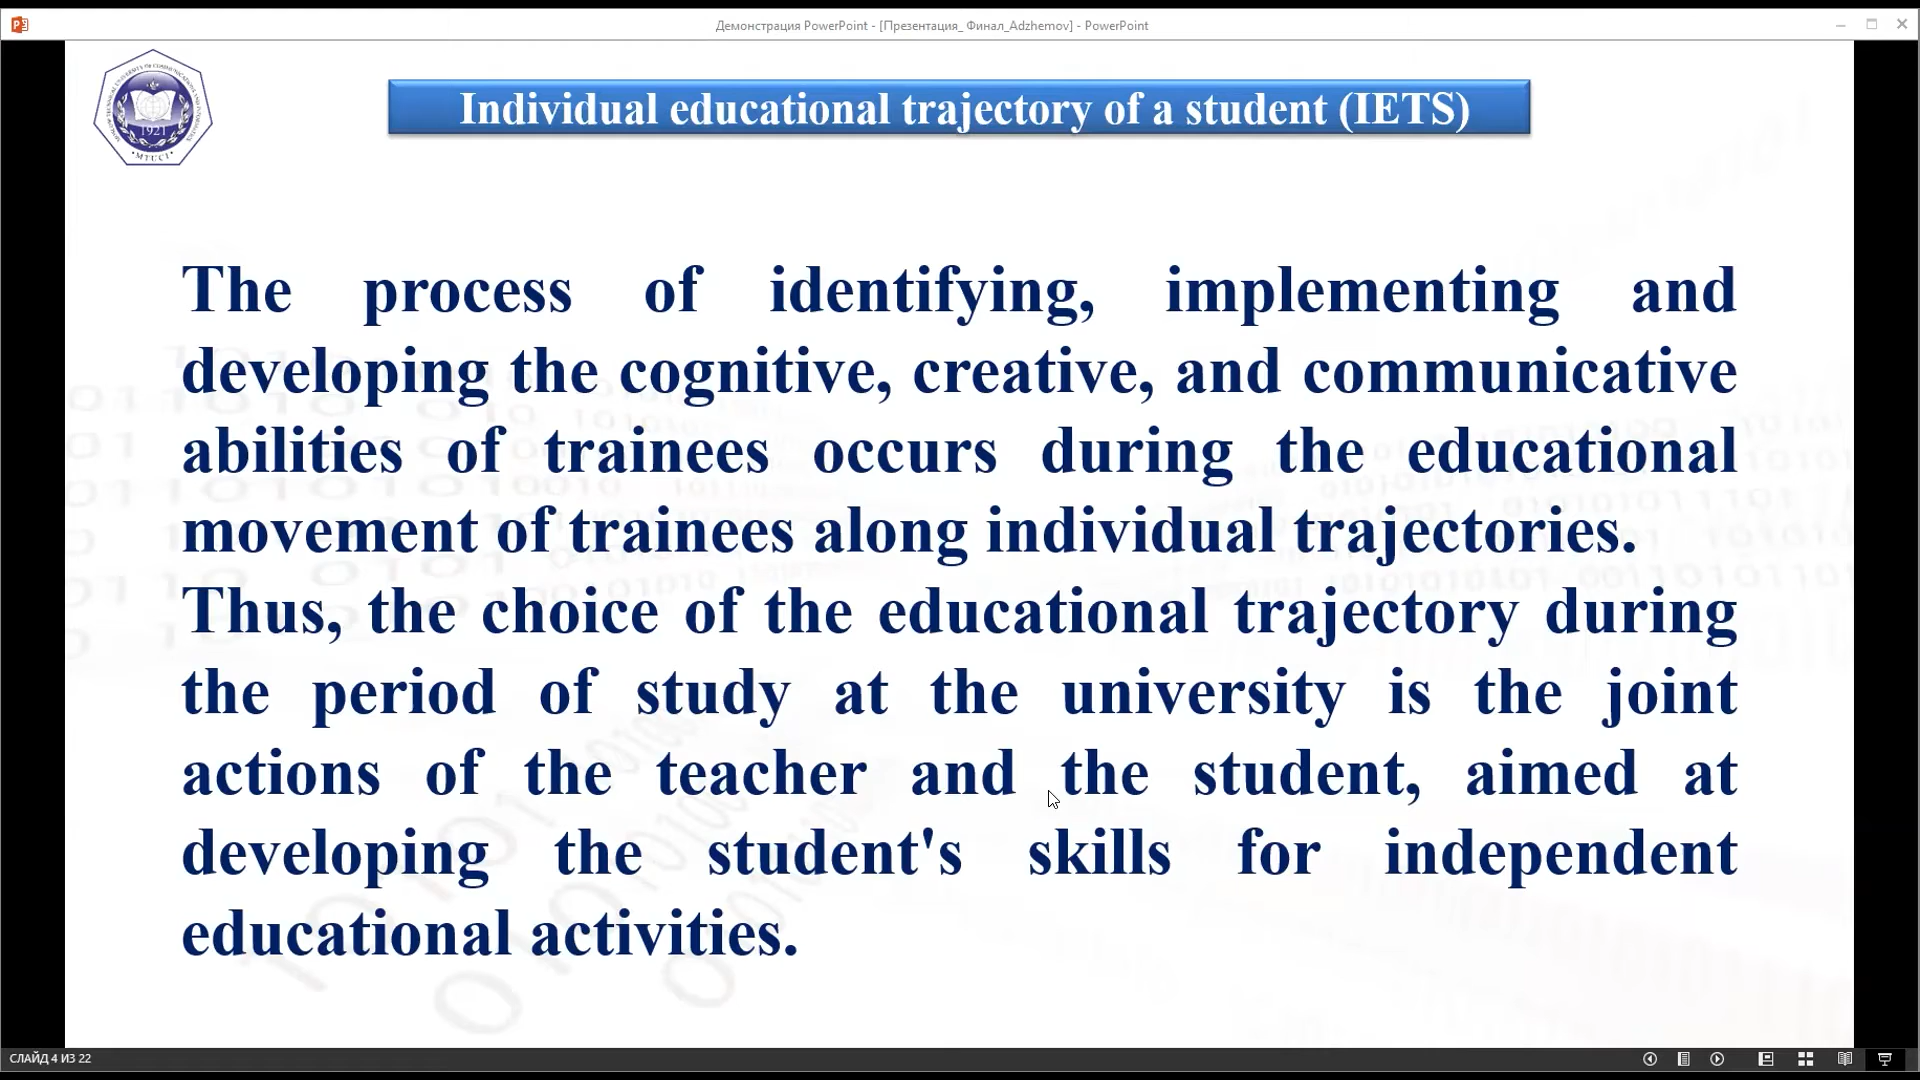 Демонстрация PowerPoint - [Презентация_ Финал_Adzhemov] - PowerPoint
1921
• MTUCI •
Individual educational trajectory of a student (IETS)
The process of identifying, implementing and
developing the cognitive, creative, and communicative
abilities of trainees occurs during the educational
movement of trainees along individual trajectories.
Thus, the choice of the educational trajectory during
the period of study at the university is the joint
actions of the teacher and the student, aimed at
developing the student's skills for independent
educational activities.
СЛАЙД 4 ИЗ 22